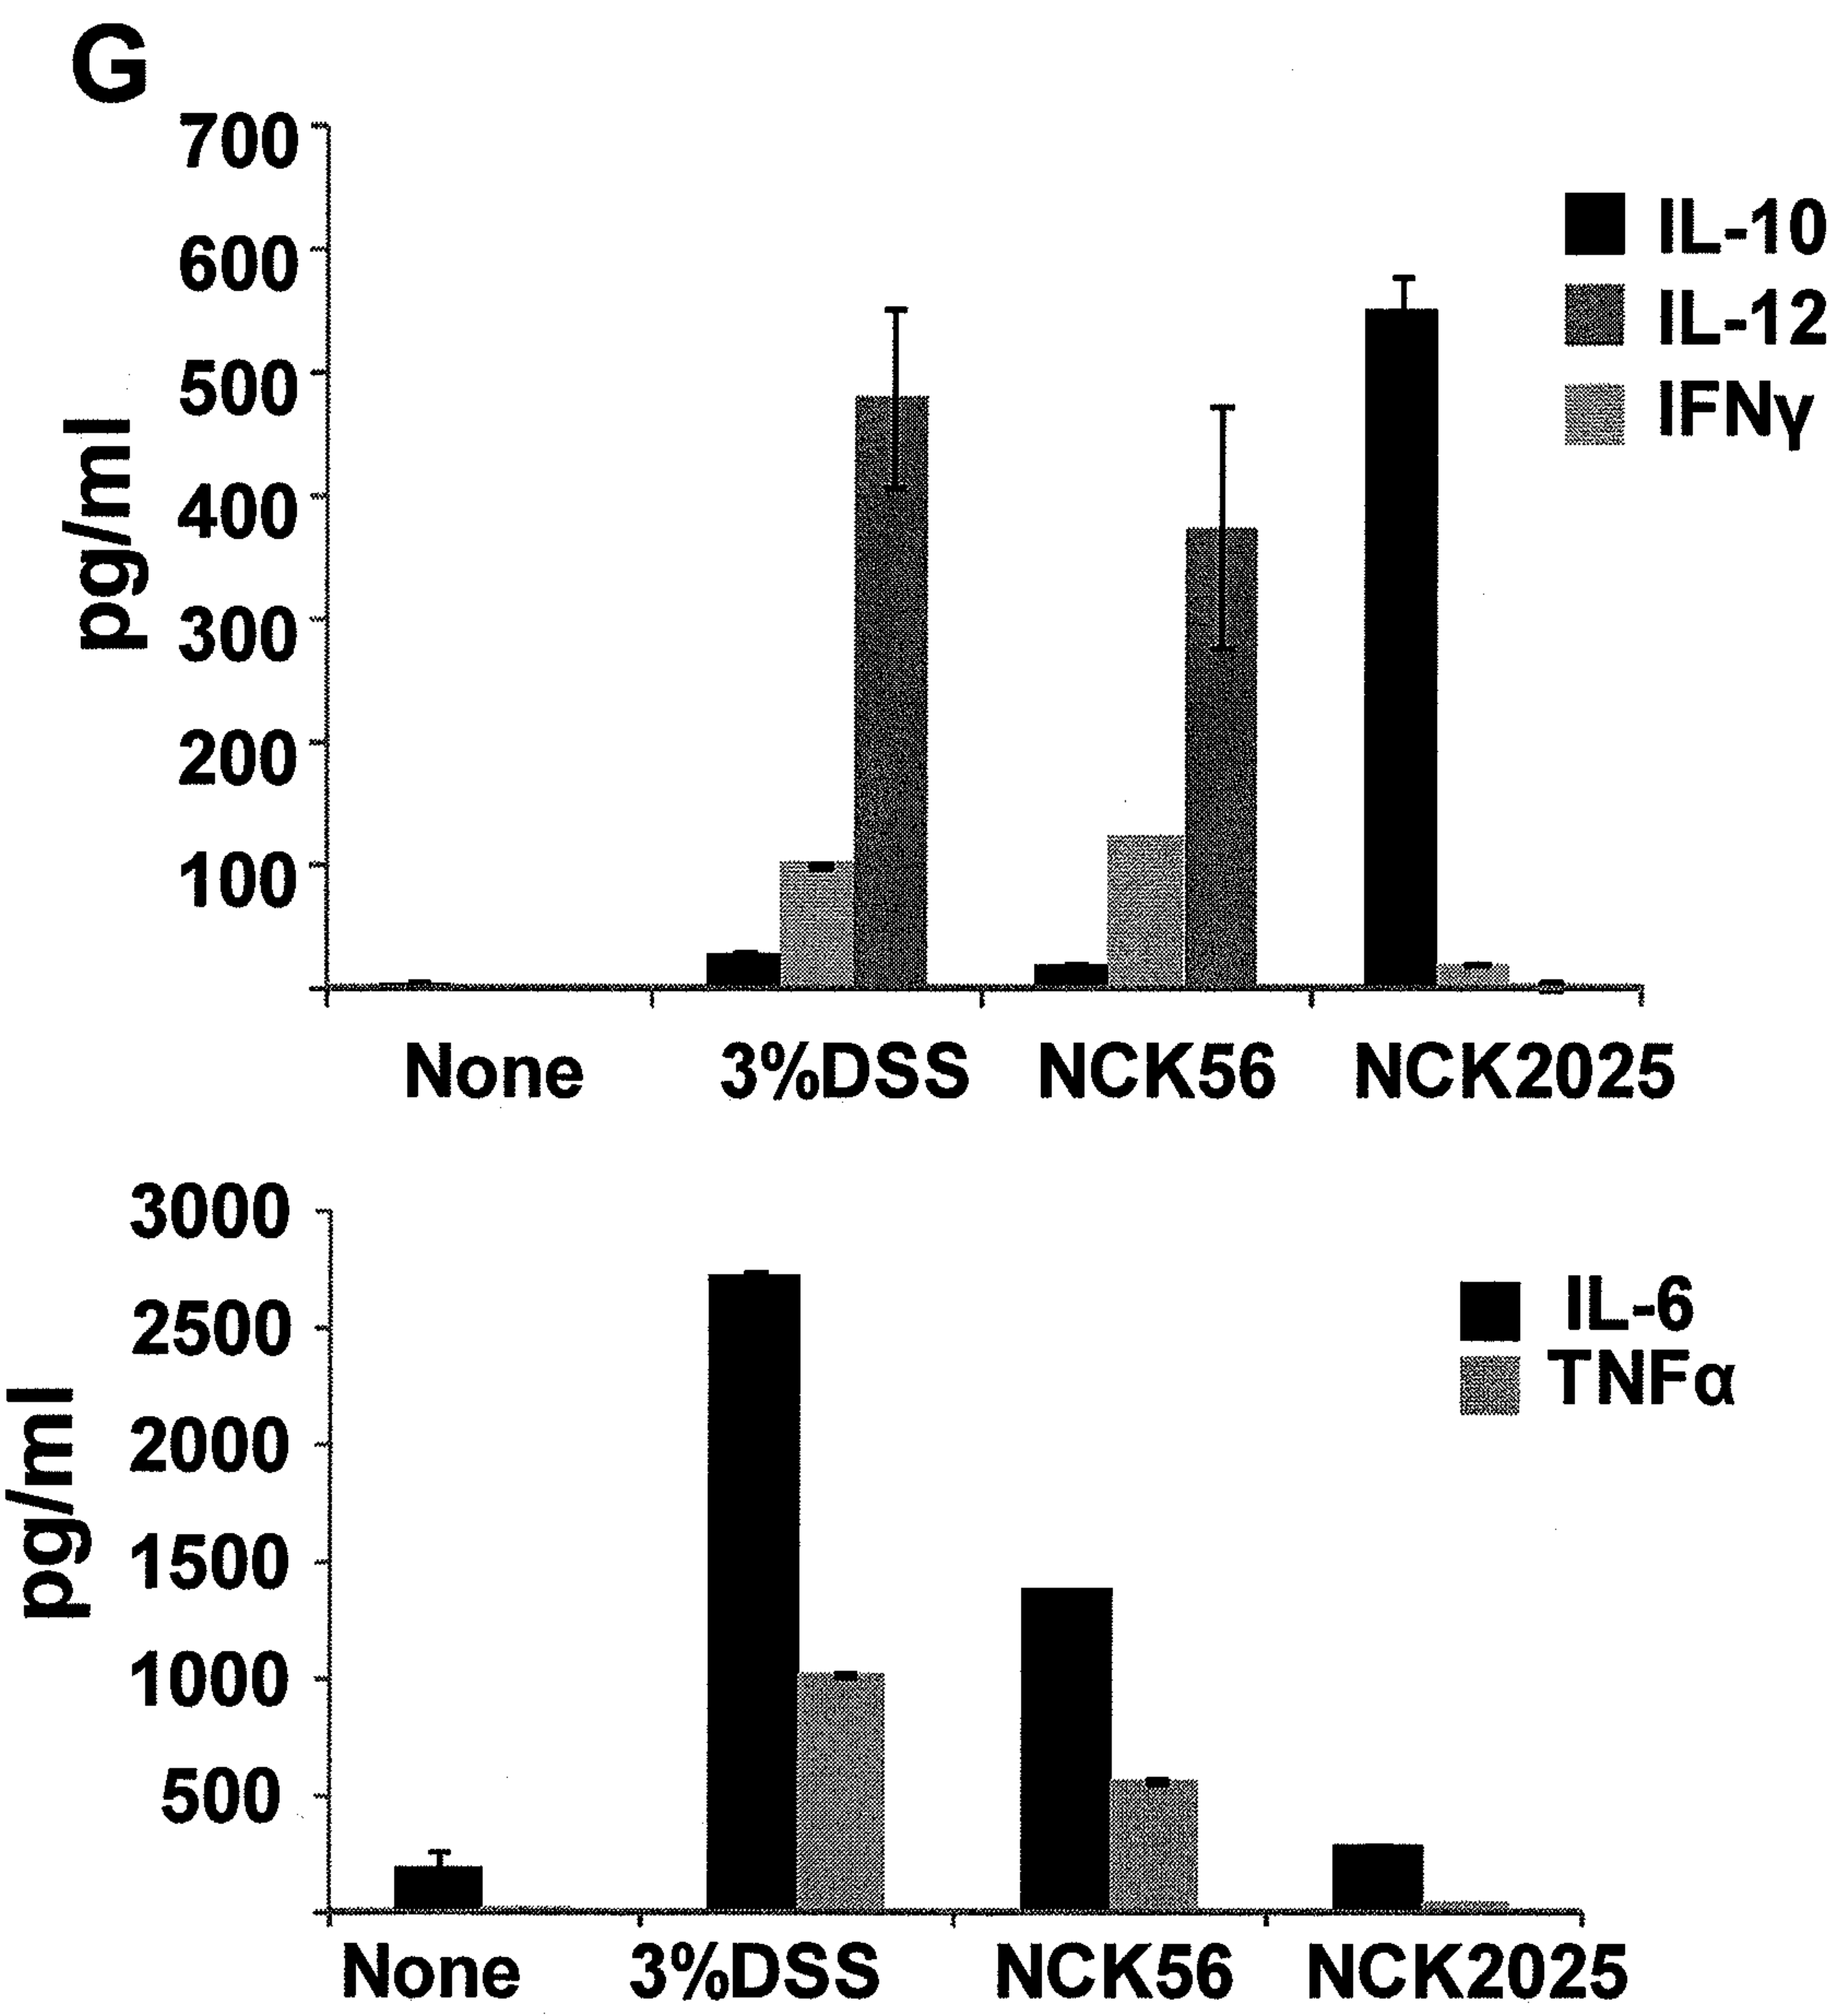 G
700
600
500
400
300
200
100
pg/ml
IL-10
IL-12
IFNγ
None 3%DSS NCK56 NCK2025
3000
2500
2000
1500
1000
500
pg/ml
IL-6
TNFα
None 3%DSS NCK56 NCK2025